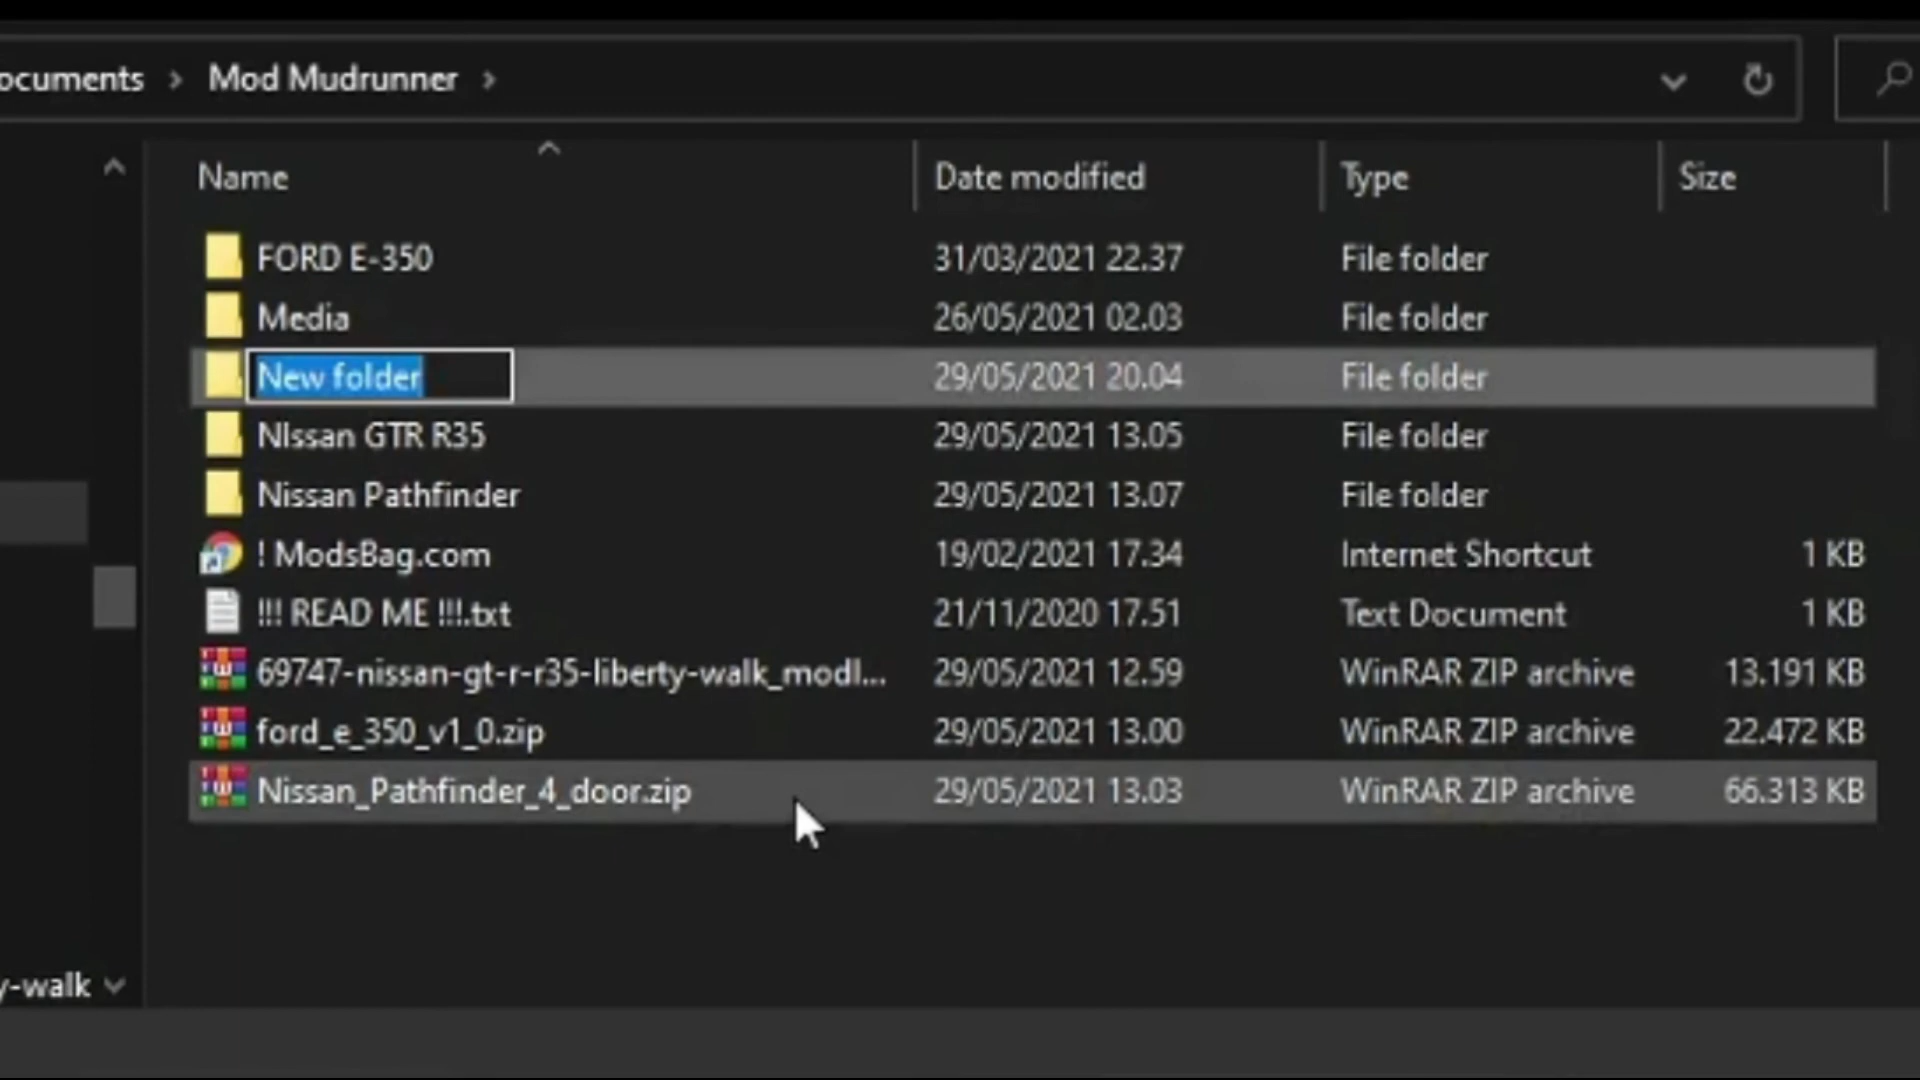 ocuments > Mod Mudrunner >
Name Date modified Type Size
FORD E-350 31/03/2021 22.37 File folder
Media 26/05/2021 02.03 File folder
New folder 29/05/2021 20.04 File folder
NIssan GTR R35 29/05/2021 13.05 File folder
Nissan Pathfinder 29/05/2021 13.07 File folder
! ModsBag.com 19/02/2021 17.34 Internet Shortcut 1 KB
!!! READ ME !!!.txt 21/11/2020 17.51 Text Document 1 KB
69747-nissan-gt-r-r35-liberty-walk_modl... 29/05/2021 12.59 WinRAR ZIP archive 13.191 KB
ford_e_350_v1_0.zip 29/05/2021 13.00 WinRAR ZIP archive 22.472 KB
Nissan_Pathfinder_4_door.zip 29/05/2021 13.03 WinRAR ZIP archive 66.313 KB
y-walk